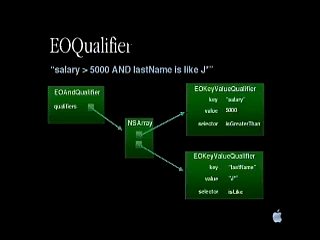 EOQualifier
"salary > 5000 AND lastName is like J*"
EOAndQualifier
qualifiers
NSArray
EOKeyValueQualifier
key "salary"
value 5000
selector isGreaterThan
EOKeyValueQualifier
key "lastName"
value "J*"
selector isLike